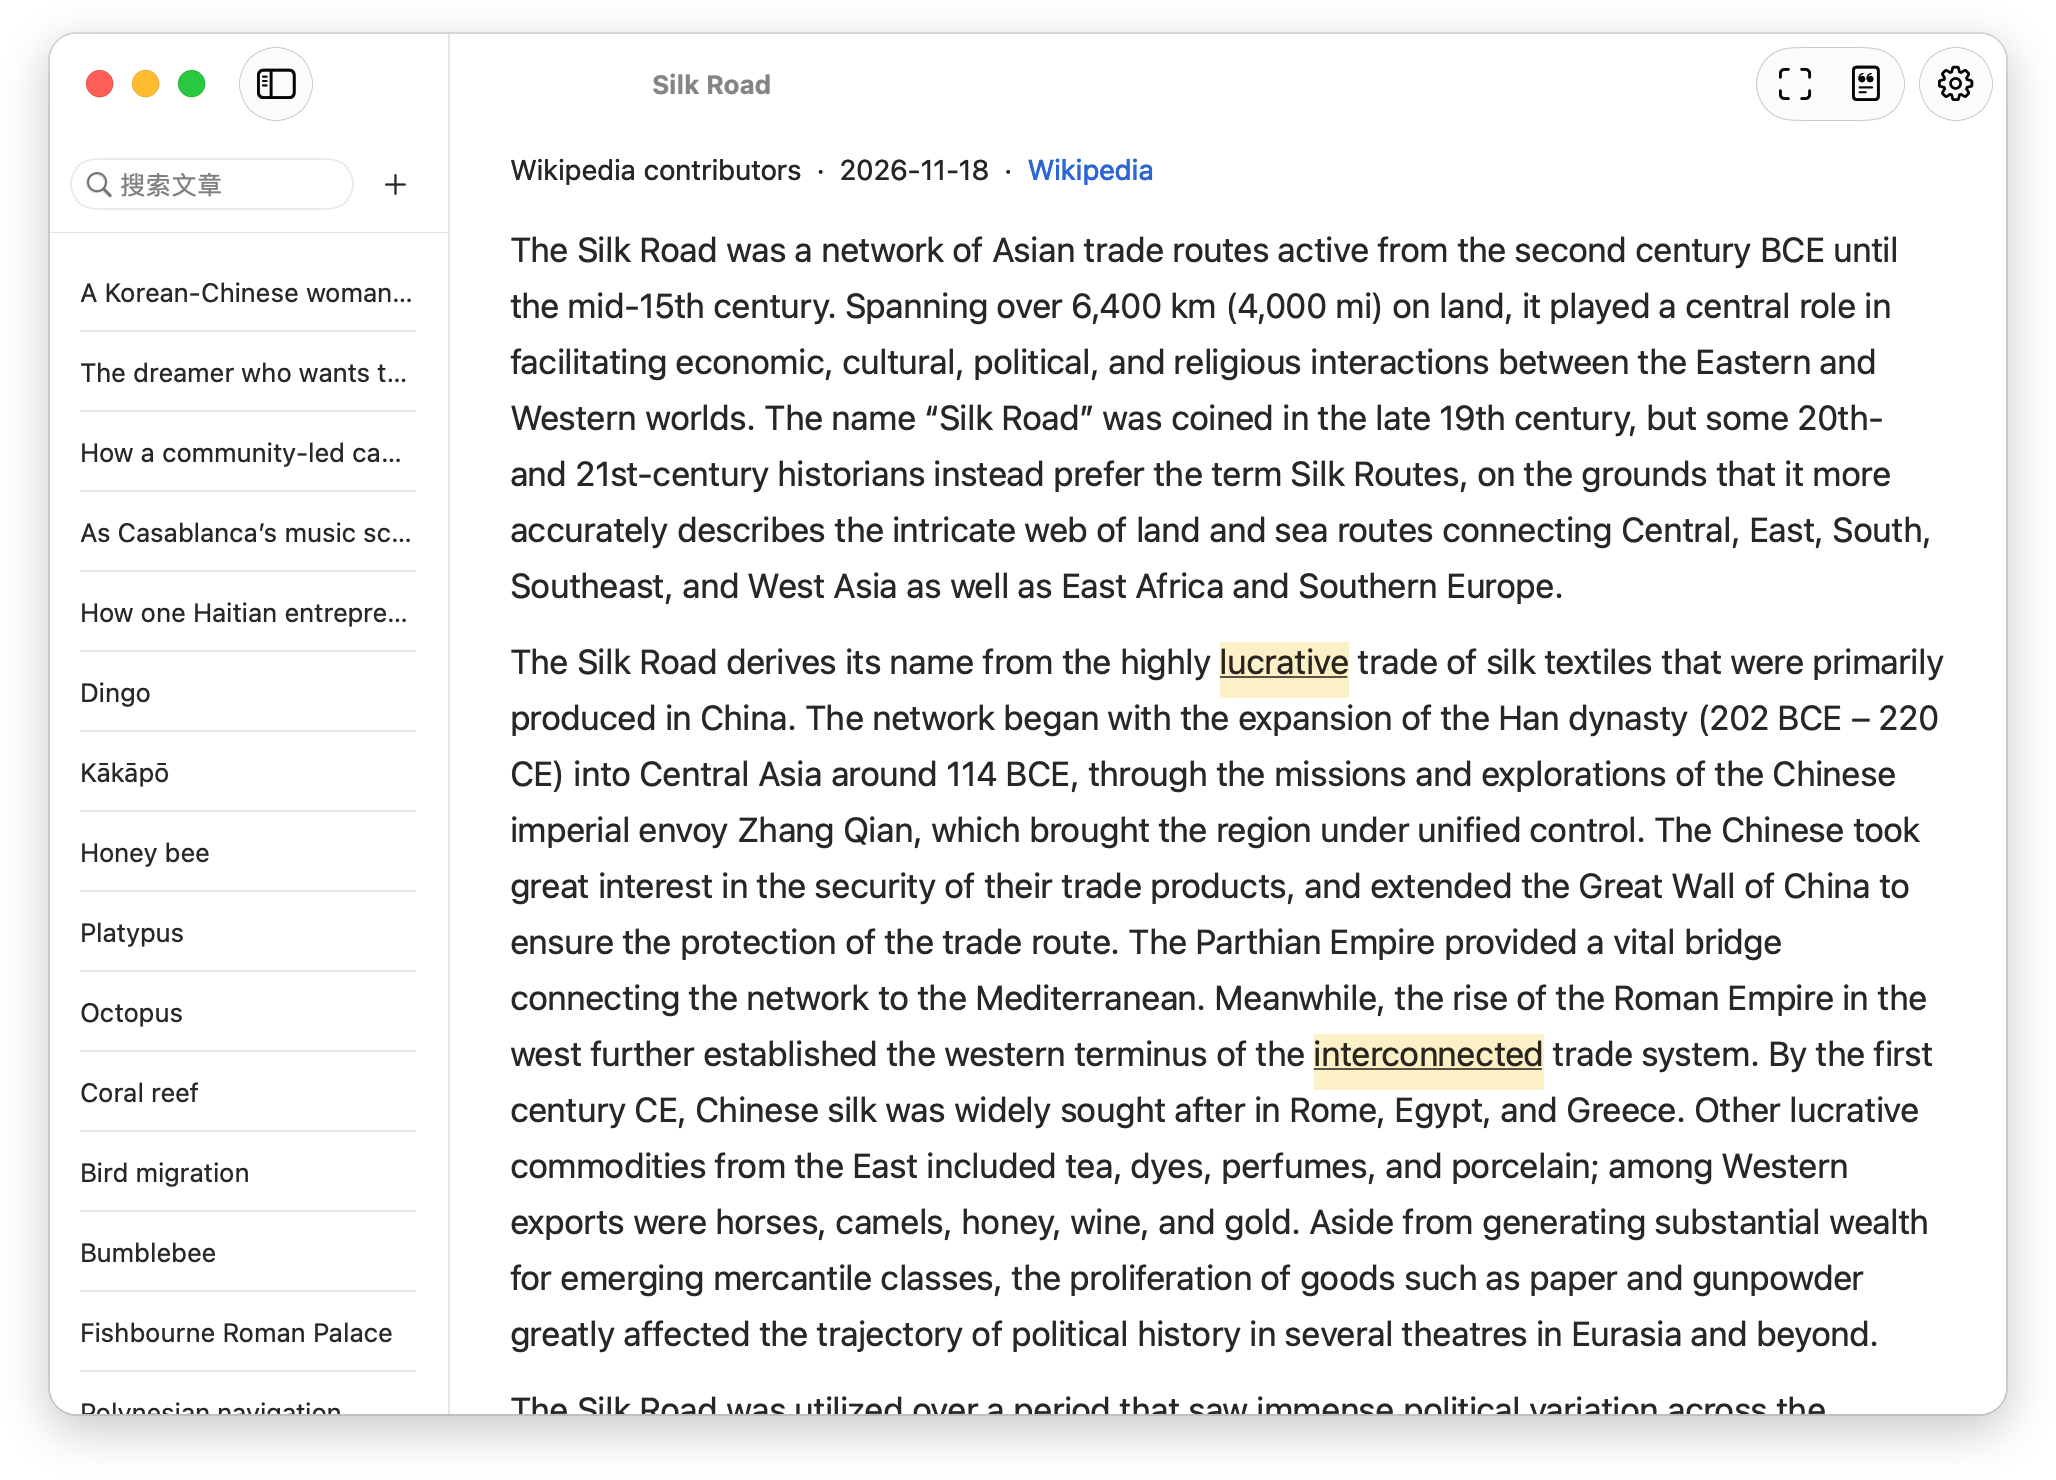 Silk Road
搜索文章
A Korean-Chinese woman...
The dreamer who wants t...
How a community-led ca...
As Casablanca’s music sc...
How one Haitian entrepre...
Dingo
Kākāpō
Honey bee
Platypus
Octopus
Coral reef
Bird migration
Bumblebee
Fishbourne Roman Palace
Polynesian navigation
Wikipedia contributors · 2026-11-18 · Wikipedia
The Silk Road was a network of Asian trade routes active from the second century BCE until
the mid-15th century. Spanning over 6,400 km (4,000 mi) on land, it played a central role in
facilitating economic, cultural, political, and religious interactions between the Eastern and
Western worlds. The name “Silk Road” was coined in the late 19th century, but some 20th-
and 21st-century historians instead prefer the term Silk Routes, on the grounds that it more
accurately describes the intricate web of land and sea routes connecting Central, East, South,
Southeast, and West Asia as well as East Africa and Southern Europe.
The Silk Road derives its name from the highly lucrative trade of silk textiles that were primarily
produced in China. The network began with the expansion of the Han dynasty (202 BCE – 220
CE) into Central Asia around 114 BCE, through the missions and explorations of the Chinese
imperial envoy Zhang Qian, which brought the region under unified control. The Chinese took
great interest in the security of their trade products, and extended the Great Wall of China to
ensure the protection of the trade route. The Parthian Empire provided a vital bridge
connecting the network to the Mediterranean. Meanwhile, the rise of the Roman Empire in the
west further established the western terminus of the interconnected trade system. By the first
century CE, Chinese silk was widely sought after in Rome, Egypt, and Greece. Other lucrative
commodities from the East included tea, dyes, perfumes, and porcelain; among Western
exports were horses, camels, honey, wine, and gold. Aside from generating substantial wealth
for emerging mercantile classes, the proliferation of goods such as paper and gunpowder
greatly affected the trajectory of political history in several theatres in Eurasia and beyond.
The Silk Road was utilized over a period that saw immense political variation across the